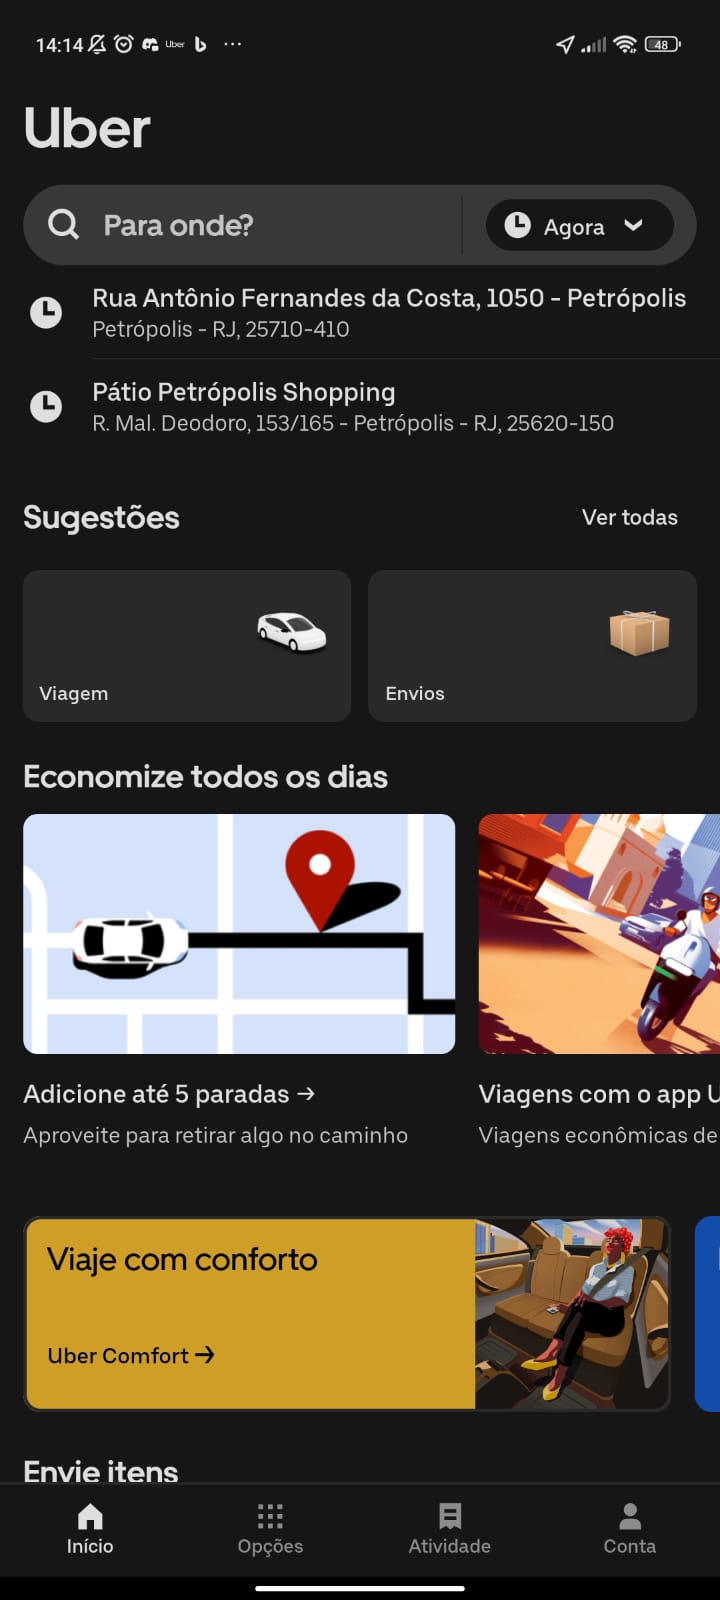 14:14 Uber 48
Uber
Para onde?
Agora
Rua Antônio Fernandes da Costa, 1050 - Petrópolis
Petrópolis - RJ, 25710-410
Pátio Petrópolis Shopping
R. Mal. Deodoro, 153/165 - Petrópolis - RJ, 25620-150
Sugestões
Ver todas
Viagem
Envios
Economize todos os dias
Adicione até 5 paradas →
Aproveite para retirar algo no caminho
Viagens com o app U
Viagens econômicas de
Viaje com conforto
Uber Comfort →
Envie itens
Início
Opções
Atividade
Conta